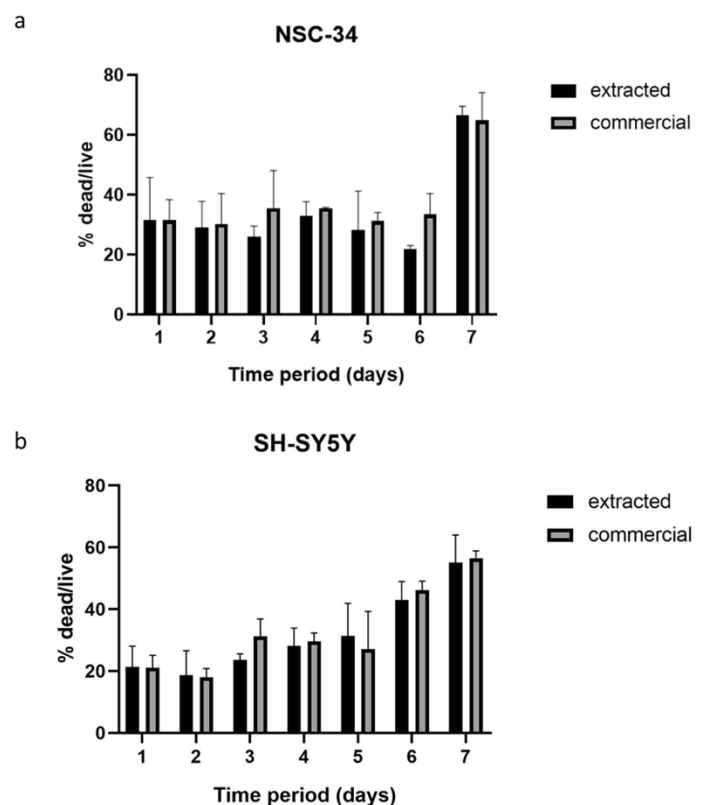 a
NSC-34
80
60
40
20
0
% dead/live
1 2 3 4 5 6 7
Time period (days)
extracted
commercial
b
SH-SY5Y
80
60
40
20
0
% dead/live
1 2 3 4 5 6 7
Time period (days)
extracted
commercial